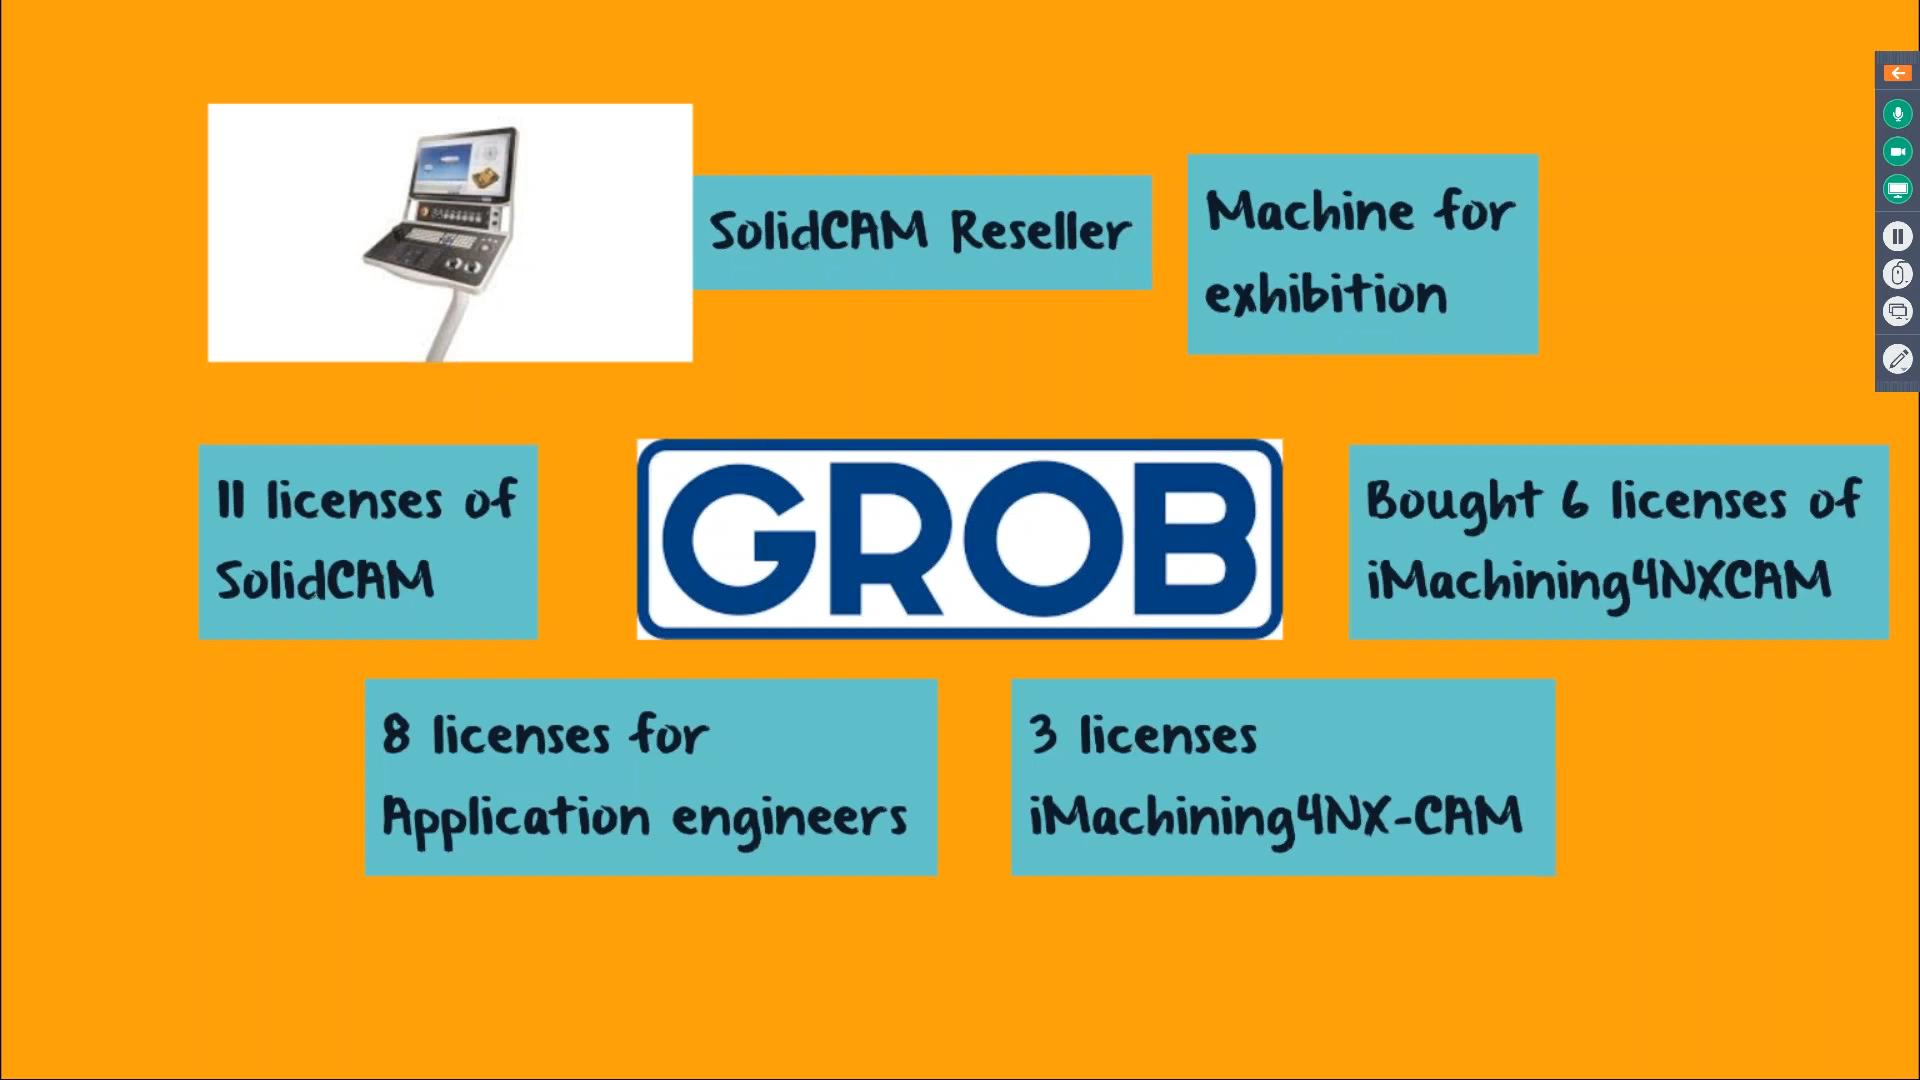 SolidCAM Reseller
Machine for
exhibition
11 licenses of
SolidCAM
GROB
Bought 6 licenses of
iMachining4NXCAM
8 licenses for
Application engineers
3 licenses
iMachining4NX-CAM